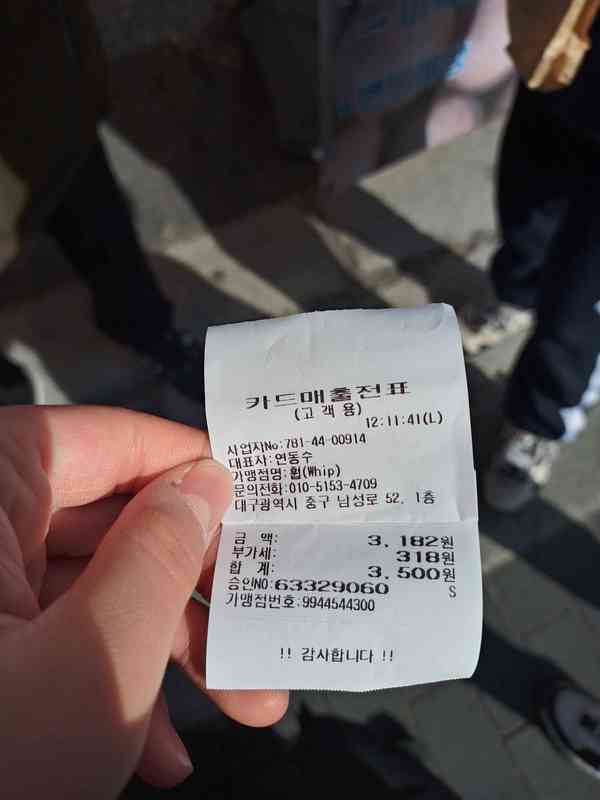 카드매출전표
(고객용)
12:11:41(L)
사업자No:781-44-00914
대표자:연동수
가맹점명:휩(Whip)
문의전화:010-5153-4709
대구광역시 중구 남성로 52, 1층
금 액: 3,182원
부가세: 318원
합 계: 3,500원
승인NO:63329060 S
가맹점번호:9944544300
!! 감사합니다 !!